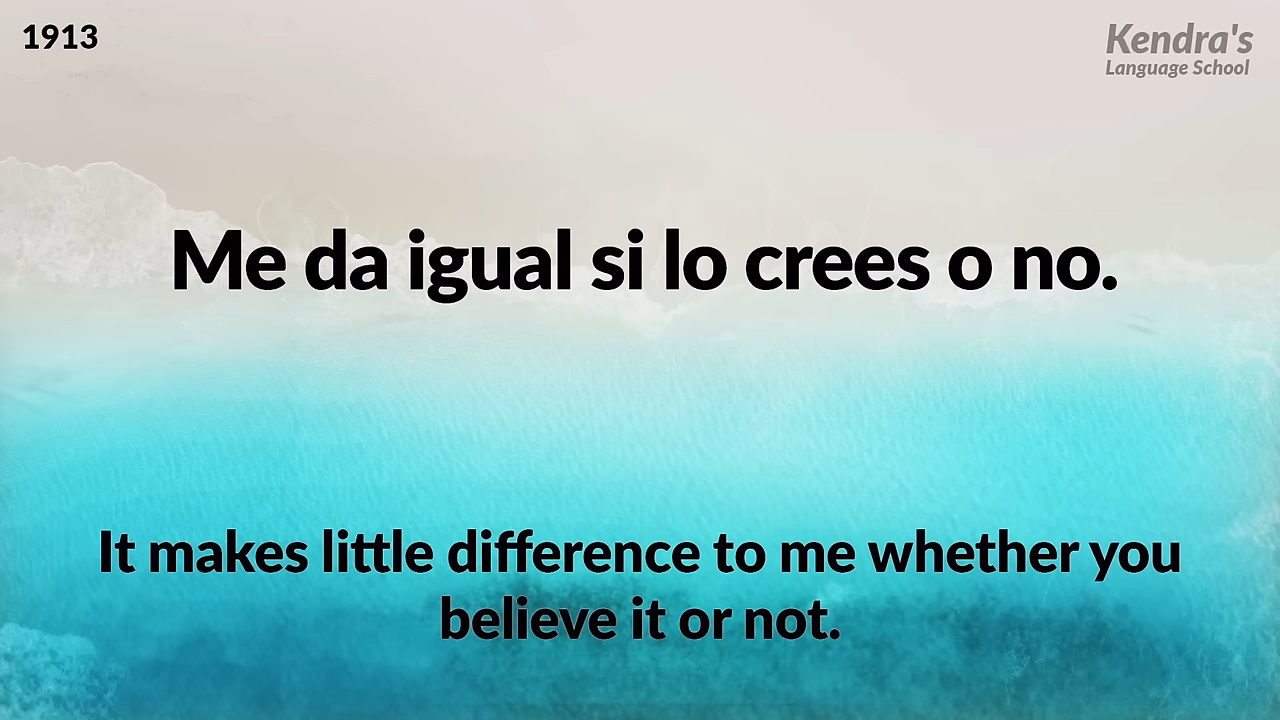 1913
Kendra's
Language School
Me da igual si lo crees o no.
It makes little difference to me whether you
believe it or not.